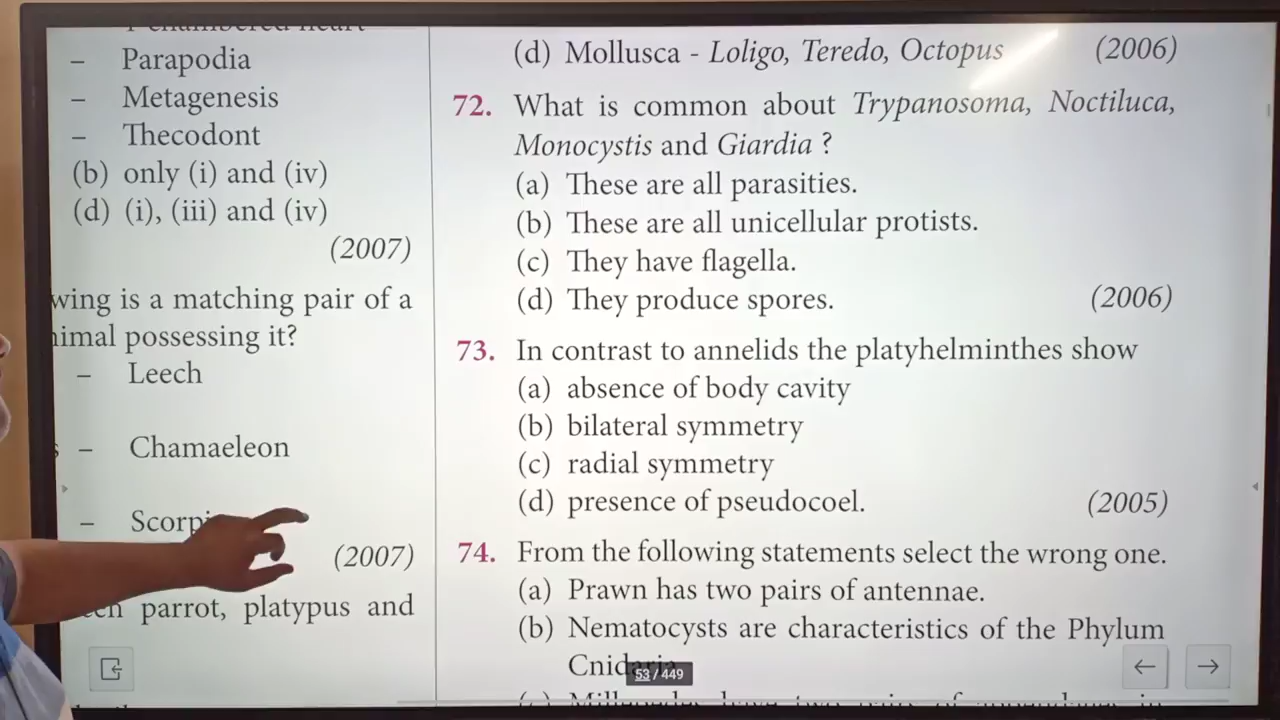 – Parapodia
– Metagenesis
– Thecodont
(b) only (i) and (iv)
(d) (i), (iii) and (iv)
(2007)
wing is a matching pair of a
nimal possessing it?
– Leech
s – Chamaeleon
–
(2007)
parrot, platypus and
(d) Mollusca - Loligo, Teredo, Octopus (2006)
72. What is common about Trypanosoma, Noctiluca,
Monocystis and Giardia ?
(a) These are all parasities.
(b) These are all unicellular protists.
(c) They have flagella.
(d) They produce spores. (2006)
73. In contrast to annelids the platyhelminthes show
(a) absence of body cavity
(b) bilateral symmetry
(c) radial symmetry
(d) presence of pseudocoel. (2005)
74. From the following statements select the wrong one.
(a) Prawn has two pairs of antennae.
(b) Nematocysts are characteristics of the Phylum
Cnidaria
53 / 449